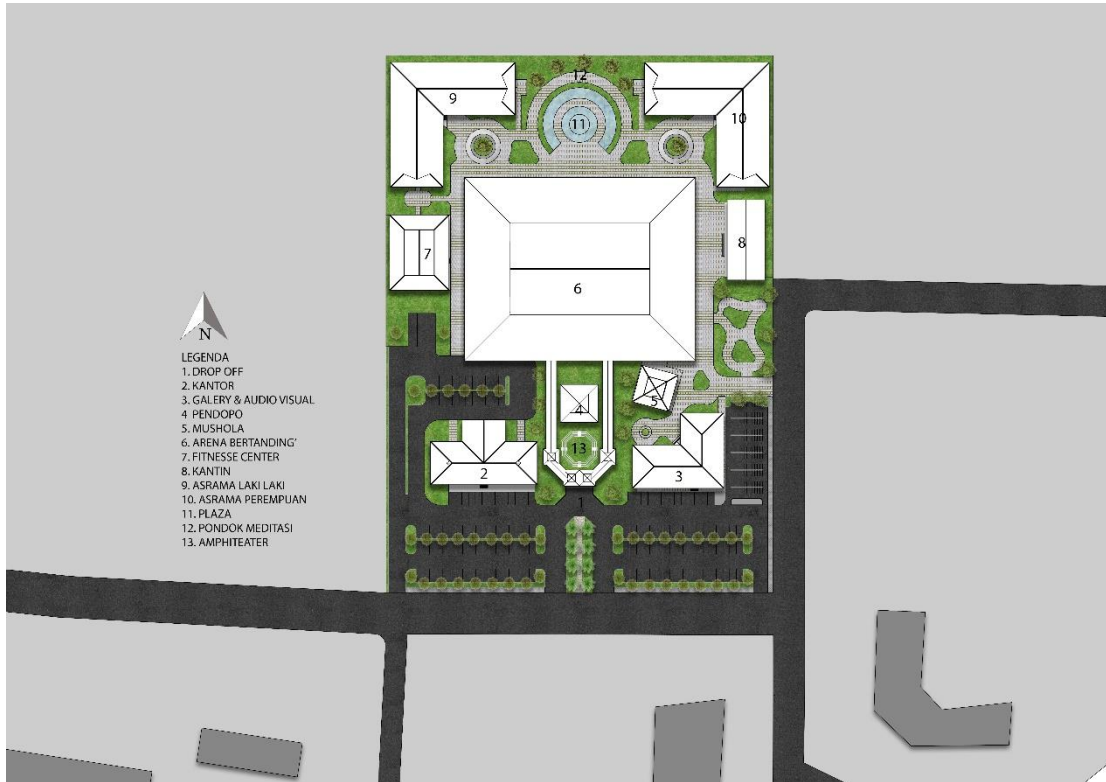 12
9
11
10
7
8
6
5
4
13
2
3
1
N
LEGENDA
1. DROP OFF
2. KANTOR
3. GALERY & AUDIO VISUAL
4 PENDOPO
5. MUSHOLA
6. ARENA BERTANDING'
7. FITNESSE CENTER
8. KANTIN
9. ASRAMA LAKI LAKI
10. ASRAMA PEREMPUAN
11. PLAZA
12. PONDOK MEDITASI
13. AMPHITEATER